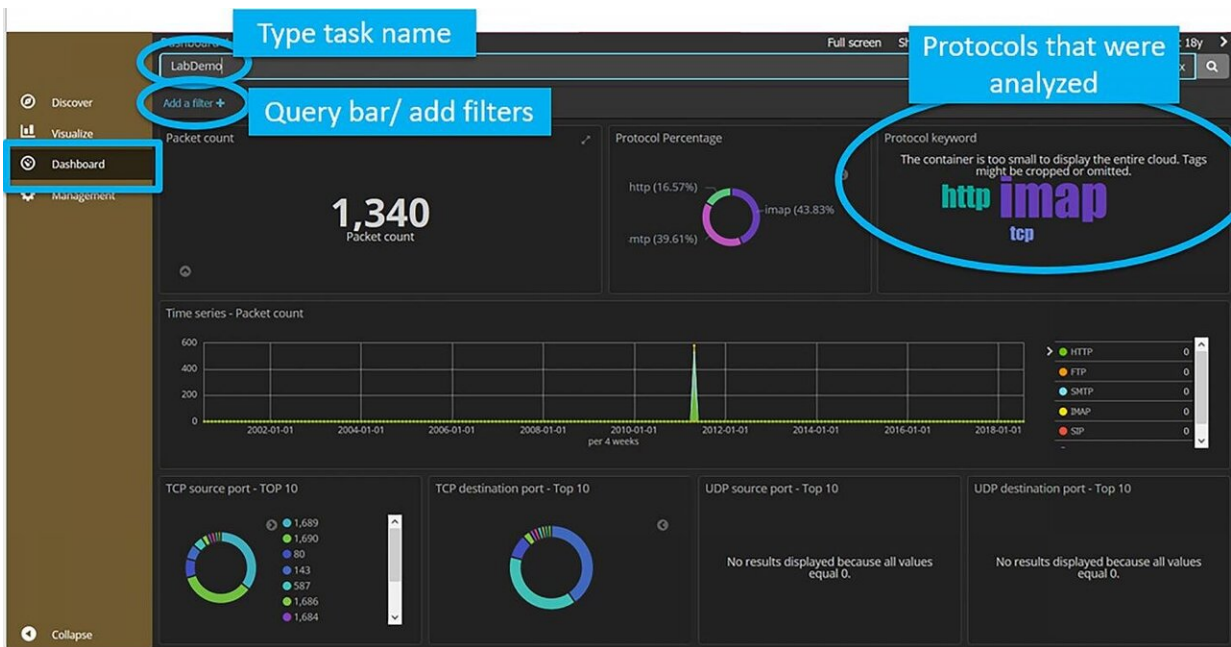 Type task name
Dashboard
Full screen
Sh
18y
LabDemo
x
Protocols that were
analyzed
Discover
Visualize
Dashboard
Management
Collapse
Add a filter +
Query bar/ add filters
Packet count
1,340
Packet count
Protocol Percentage
http (16.57%)
imap (43.83%
mtp (39.61%)
Protocol keyword
The container is too small to display the entire cloud. Tags
might be cropped or omitted.
http imap
tcp
Time series - Packet count
600
400
200
0
2002-01-01
2004-01-01
2006-01-01
2008-01-01
2010-01-01
2012-01-01
2014-01-01
2016-01-01
2018-01-01
per 4 weeks
HTTP 0
FTP 0
SMTP 0
IMAP 0
SIP 0
TCP source port - TOP 10
1,689
1,690
80
143
587
1,686
1,684
TCP destination port - Top 10
UDP source port - Top 10
No results displayed because all values
equal 0.
UDP destination port - Top 10
No results displayed because all values
equal 0.